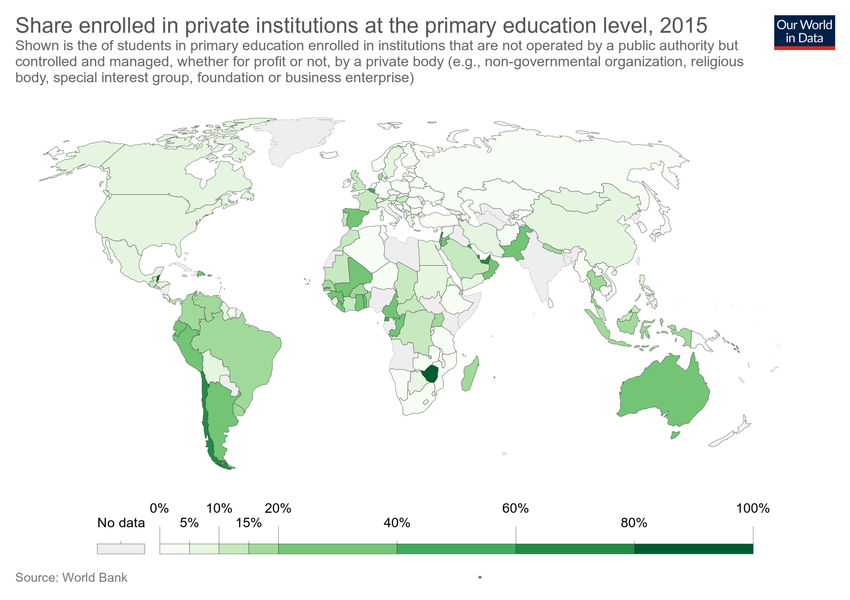 Share enrolled in private institutions at the primary education level, 2015
Our World
in Data
Shown is the of students in primary education enrolled in institutions that are not operated by a public authority but
controlled and managed, whether for profit or not, by a private body (e.g., non-governmental organization, religious
body, special interest group, foundation or business enterprise)
0% 10% 20% 40% 60% 80% 100%
No data 5% 15%
Source: World Bank